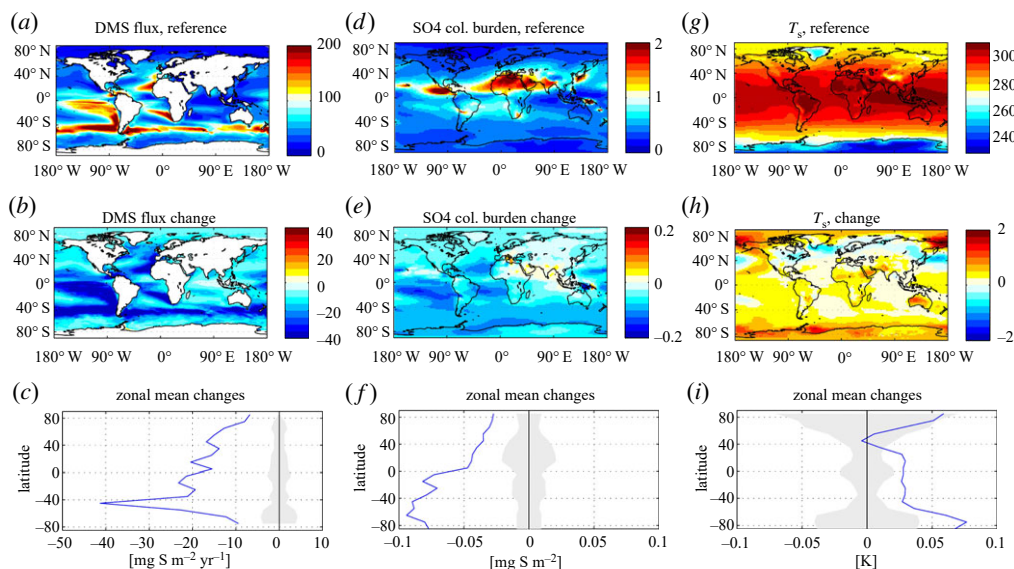 (a) DMS flux, reference
(d) SO4 col. burden, reference
(g) Tₛ, reference
80° N
40° N
0°
40° S
80° S
180° W 90° W 0° 90° E 180° W
200
100
0
80° N
40° N
0°
40° S
80° S
180° W 90° W 0° 90° E 180° W
2
1
0
80° N
40° N
0°
40° S
80° S
180° W 90° W 0° 90° E 180° W
300
280
260
240
230
(b) DMS flux change
(e) SO4 col. burden change
(h) Tₛ, change
80° N
40° N
0°
40° S
80° S
180° W 90° W 0° 90° E 180° W
40
20
0
–20
–40
80° N
40° N
0°
40° S
80° S
180° W 90° W 0° 90° E 180° W
0.2
0
–0.2
80° N
40° N
0°
40° S
80° S
180° W 90° W 0° 90° E 180° W
2
1
0
–1
–2
(c) zonal mean changes
(f) zonal mean changes
(i) zonal mean changes
latitude
80
40
0
–40
–80
–50 –40 –30 –20 –10 0 10
[mg S m⁻² yr⁻¹]
latitude
80
40
0
–40
–80
–0.1 –0.05 0 0.05 0.1
[mg S m⁻²]
latitude
80
40
0
–40
–80
–0.1 –0.05 0 0.05 0.1
[K]